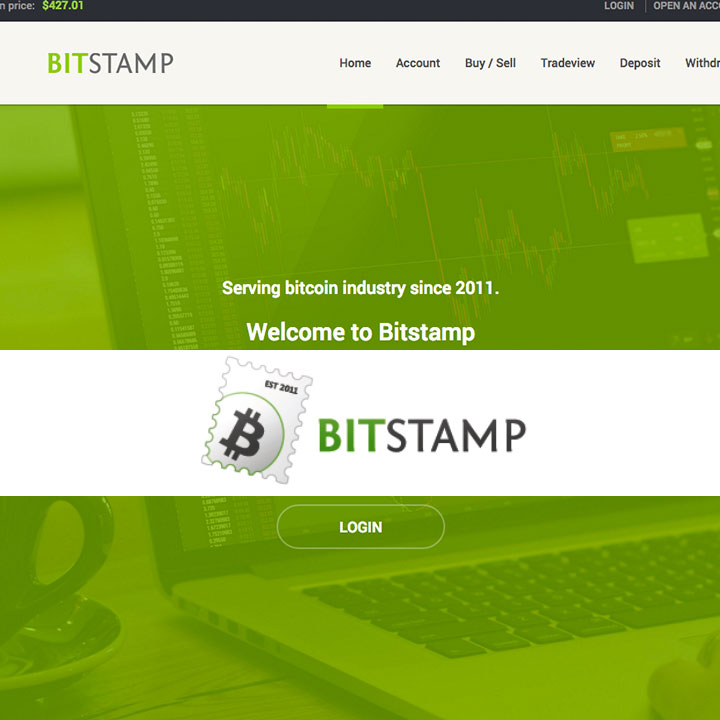 n price: $427.01
LOGIN OPEN AN ACCO
BITSTAMP
Home Account Buy / Sell Tradeview Deposit Withdr
Serving bitcoin industry since 2011.
Welcome to Bitstamp
EST 2011
BITSTAMP
LOGIN